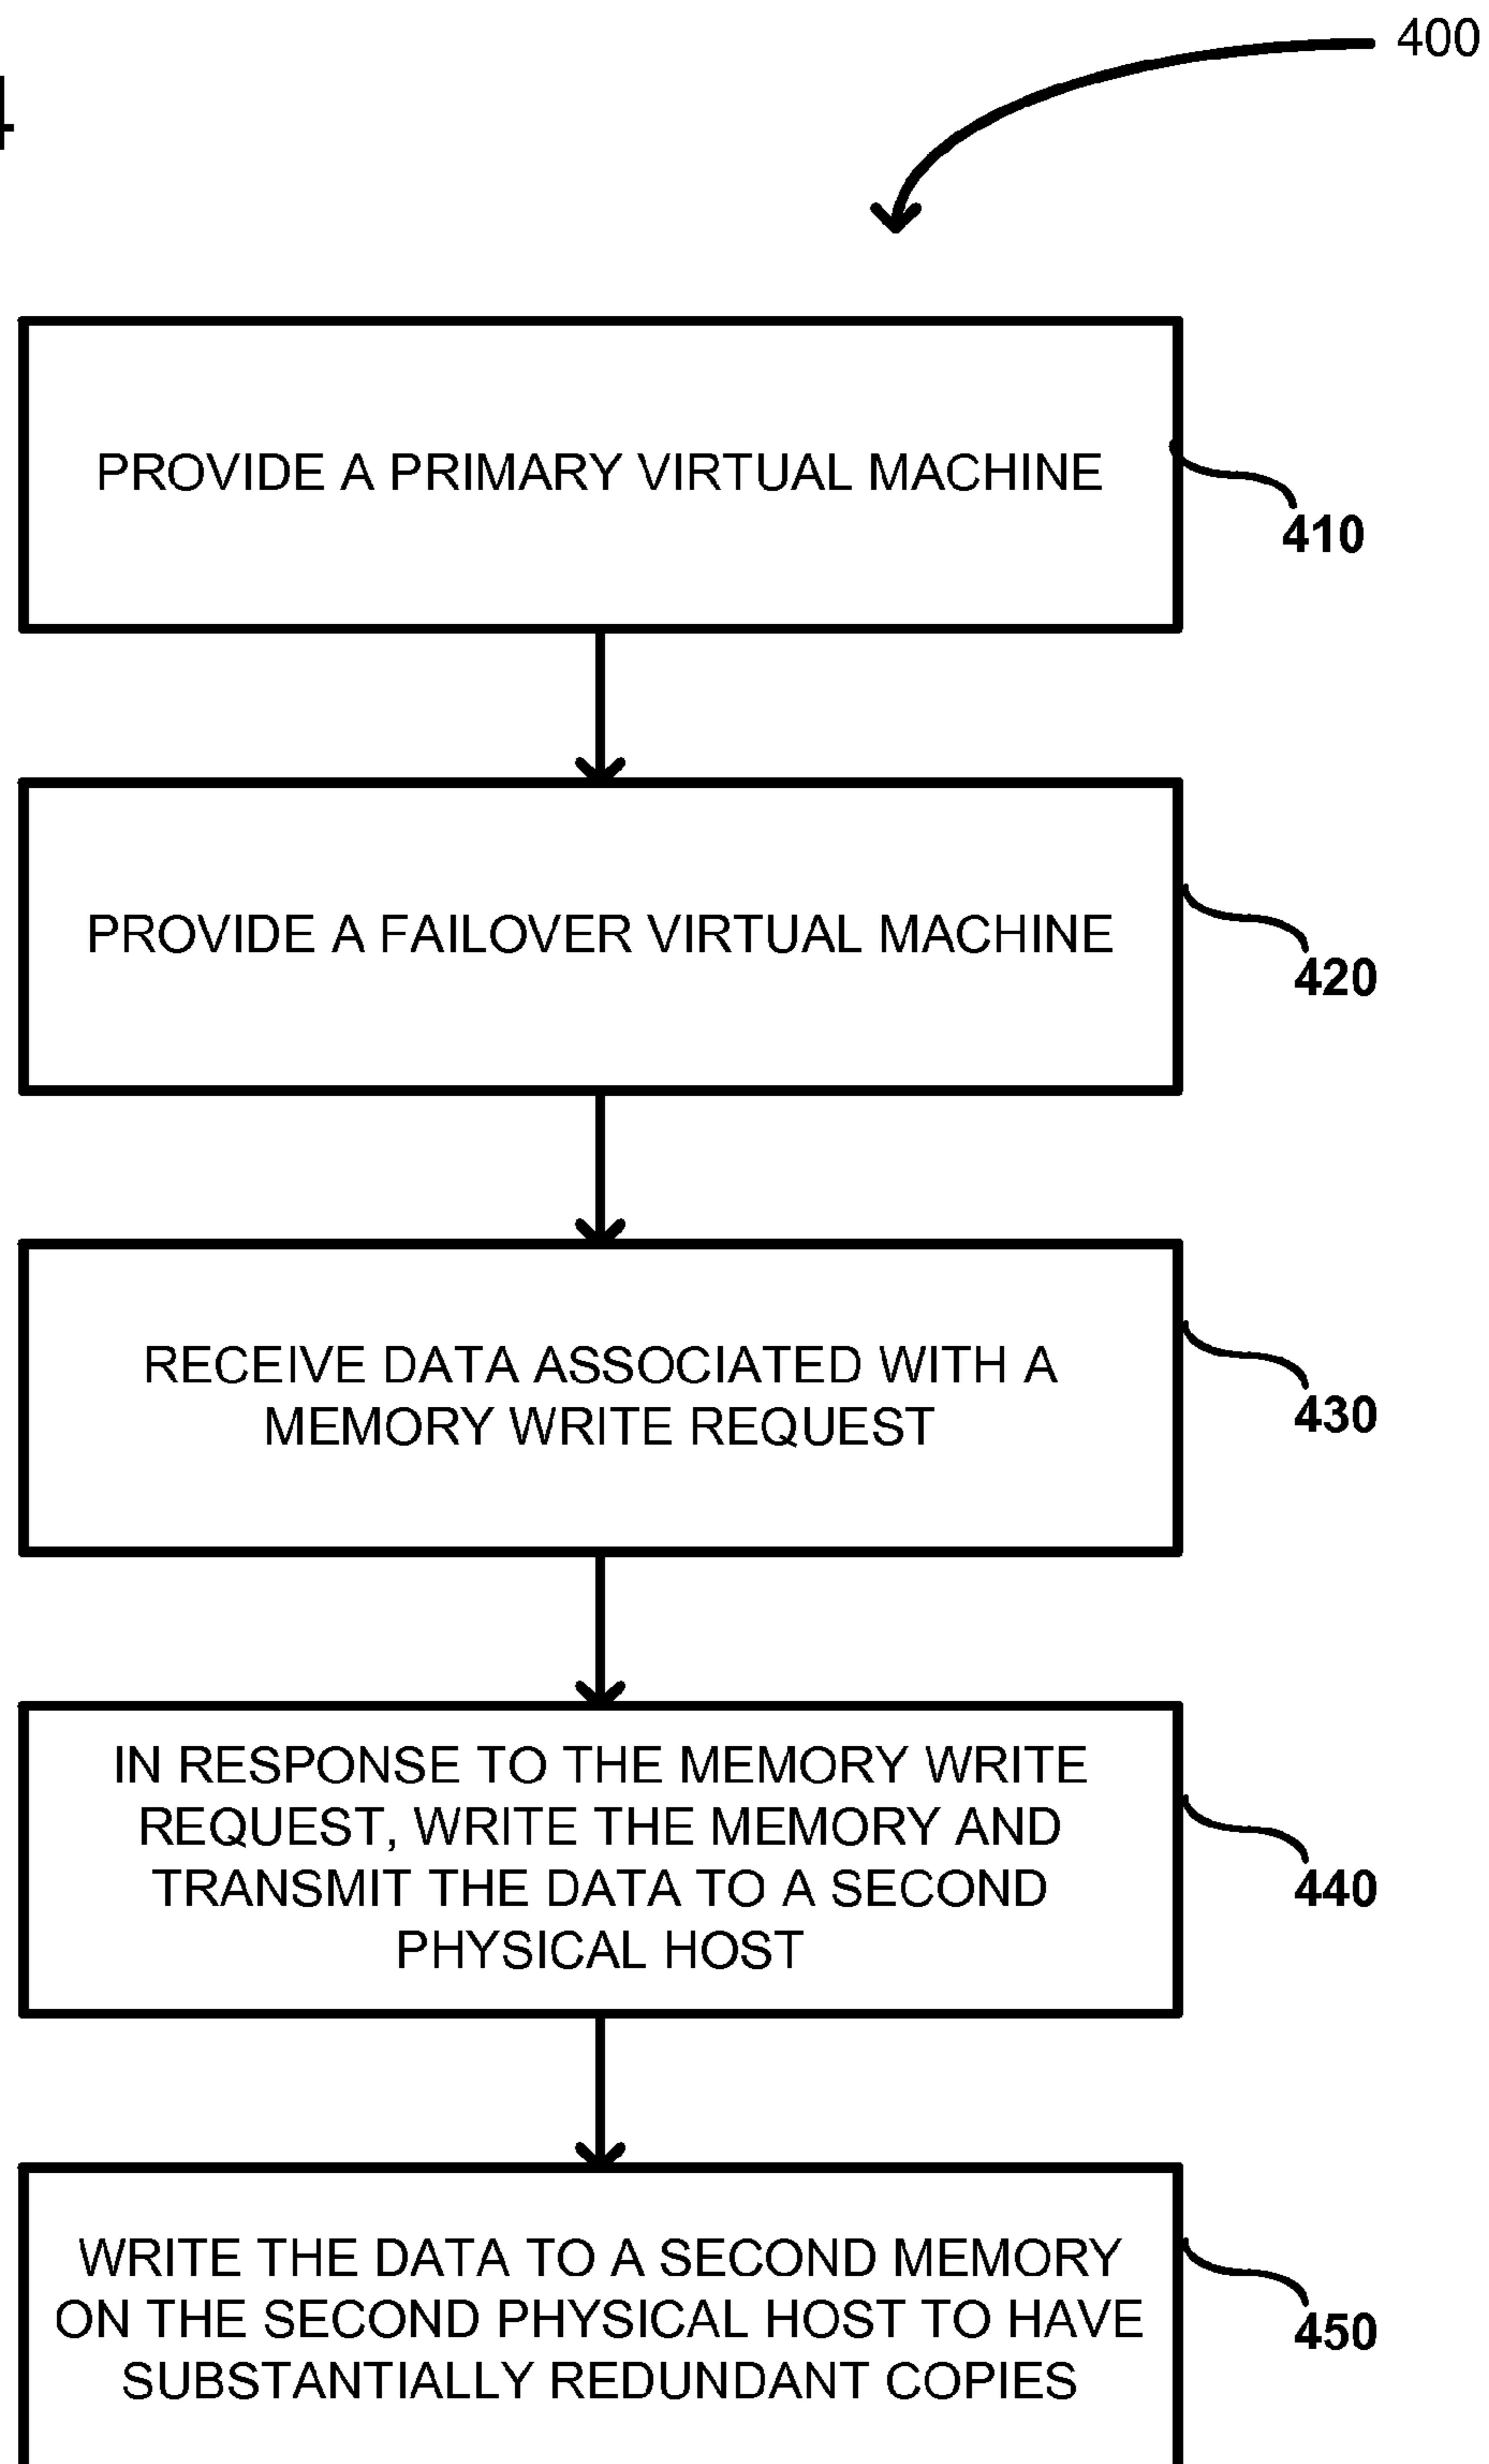 400
4
PROVIDE A PRIMARY VIRTUAL MACHINE
410
PROVIDE A FAILOVER VIRTUAL MACHINE
420
RECEIVE DATA ASSOCIATED WITH A
MEMORY WRITE REQUEST
430
IN RESPONSE TO THE MEMORY WRITE
REQUEST, WRITE THE MEMORY AND
TRANSMIT THE DATA TO A SECOND
PHYSICAL HOST
440
WRITE THE DATA TO A SECOND MEMORY
ON THE SECOND PHYSICAL HOST TO HAVE
SUBSTANTIALLY REDUNDANT COPIES
450